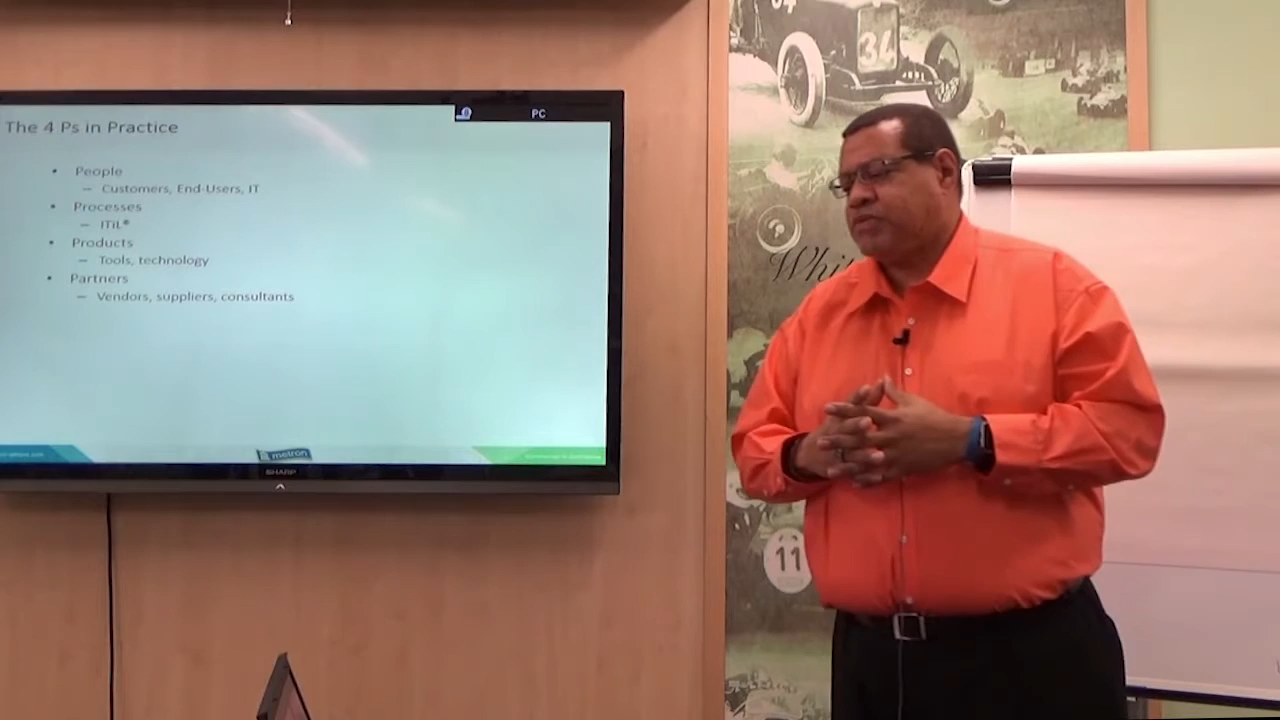 PC
The 4 Ps in Practice
• People
– Customers, End-Users, IT
• Processes
– ITIL®
• Products
– Tools, technology
• Partners
– Vendors, suppliers, consultants
metron
SHARP
34
Whi
11